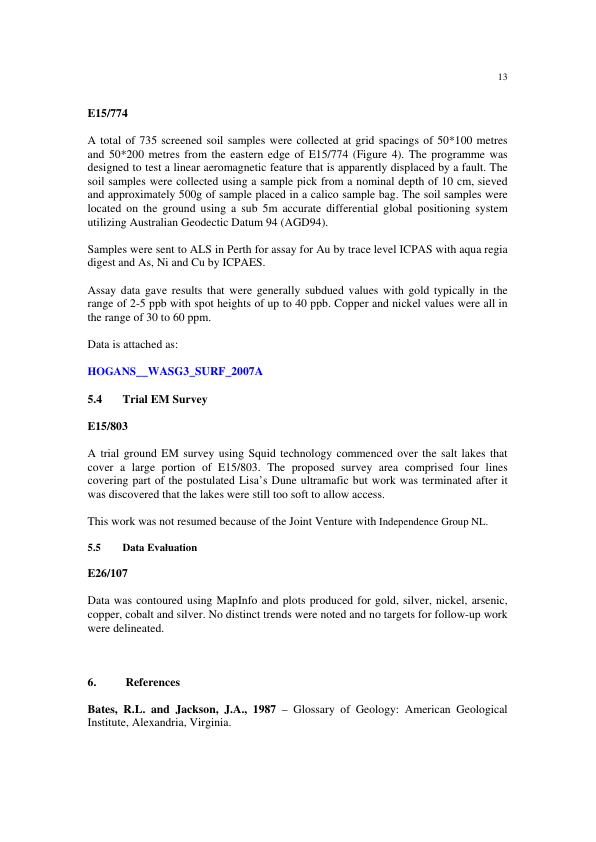 13
E15/774
A total of 735 screened soil samples were collected at grid spacings of 50*100 metres
and 50*200 metres from the eastern edge of E15/774 (Figure 4). The programme was
designed to test a linear aeromagnetic feature that is apparently displaced by a fault. The
soil samples were collected using a sample pick from a nominal depth of 10 cm, sieved
and approximately 500g of sample placed in a calico sample bag. The soil samples were
located on the ground using a sub 5m accurate differential global positioning system
utilizing Australian Geodectic Datum 94 (AGD94).
Samples were sent to ALS in Perth for assay for Au by trace level ICPAS with aqua regia
digest and As, Ni and Cu by ICPAES.
Assay data gave results that were generally subdued values with gold typically in the
range of 2-5 ppb with spot heights of up to 40 ppb. Copper and nickel values were all in
the range of 30 to 60 ppm.
Data is attached as:
HOGANS__WASG3_SURF_2007A
5.4 Trial EM Survey
E15/803
A trial ground EM survey using Squid technology commenced over the salt lakes that
cover a large portion of E15/803. The proposed survey area comprised four lines
covering part of the postulated Lisa's Dune ultramafic but work was terminated after it
was discovered that the lakes were still too soft to allow access.
This work was not resumed because of the Joint Venture with Independence Group NL.
5.5 Data Evaluation
E26/107
Data was contoured using MapInfo and plots produced for gold, silver, nickel, arsenic,
copper, cobalt and silver. No distinct trends were noted and no targets for follow-up work
were delineated.
6. References
Bates, R.L. and Jackson, J.A., 1987 – Glossary of Geology: American Geological
Institute, Alexandria, Virginia.